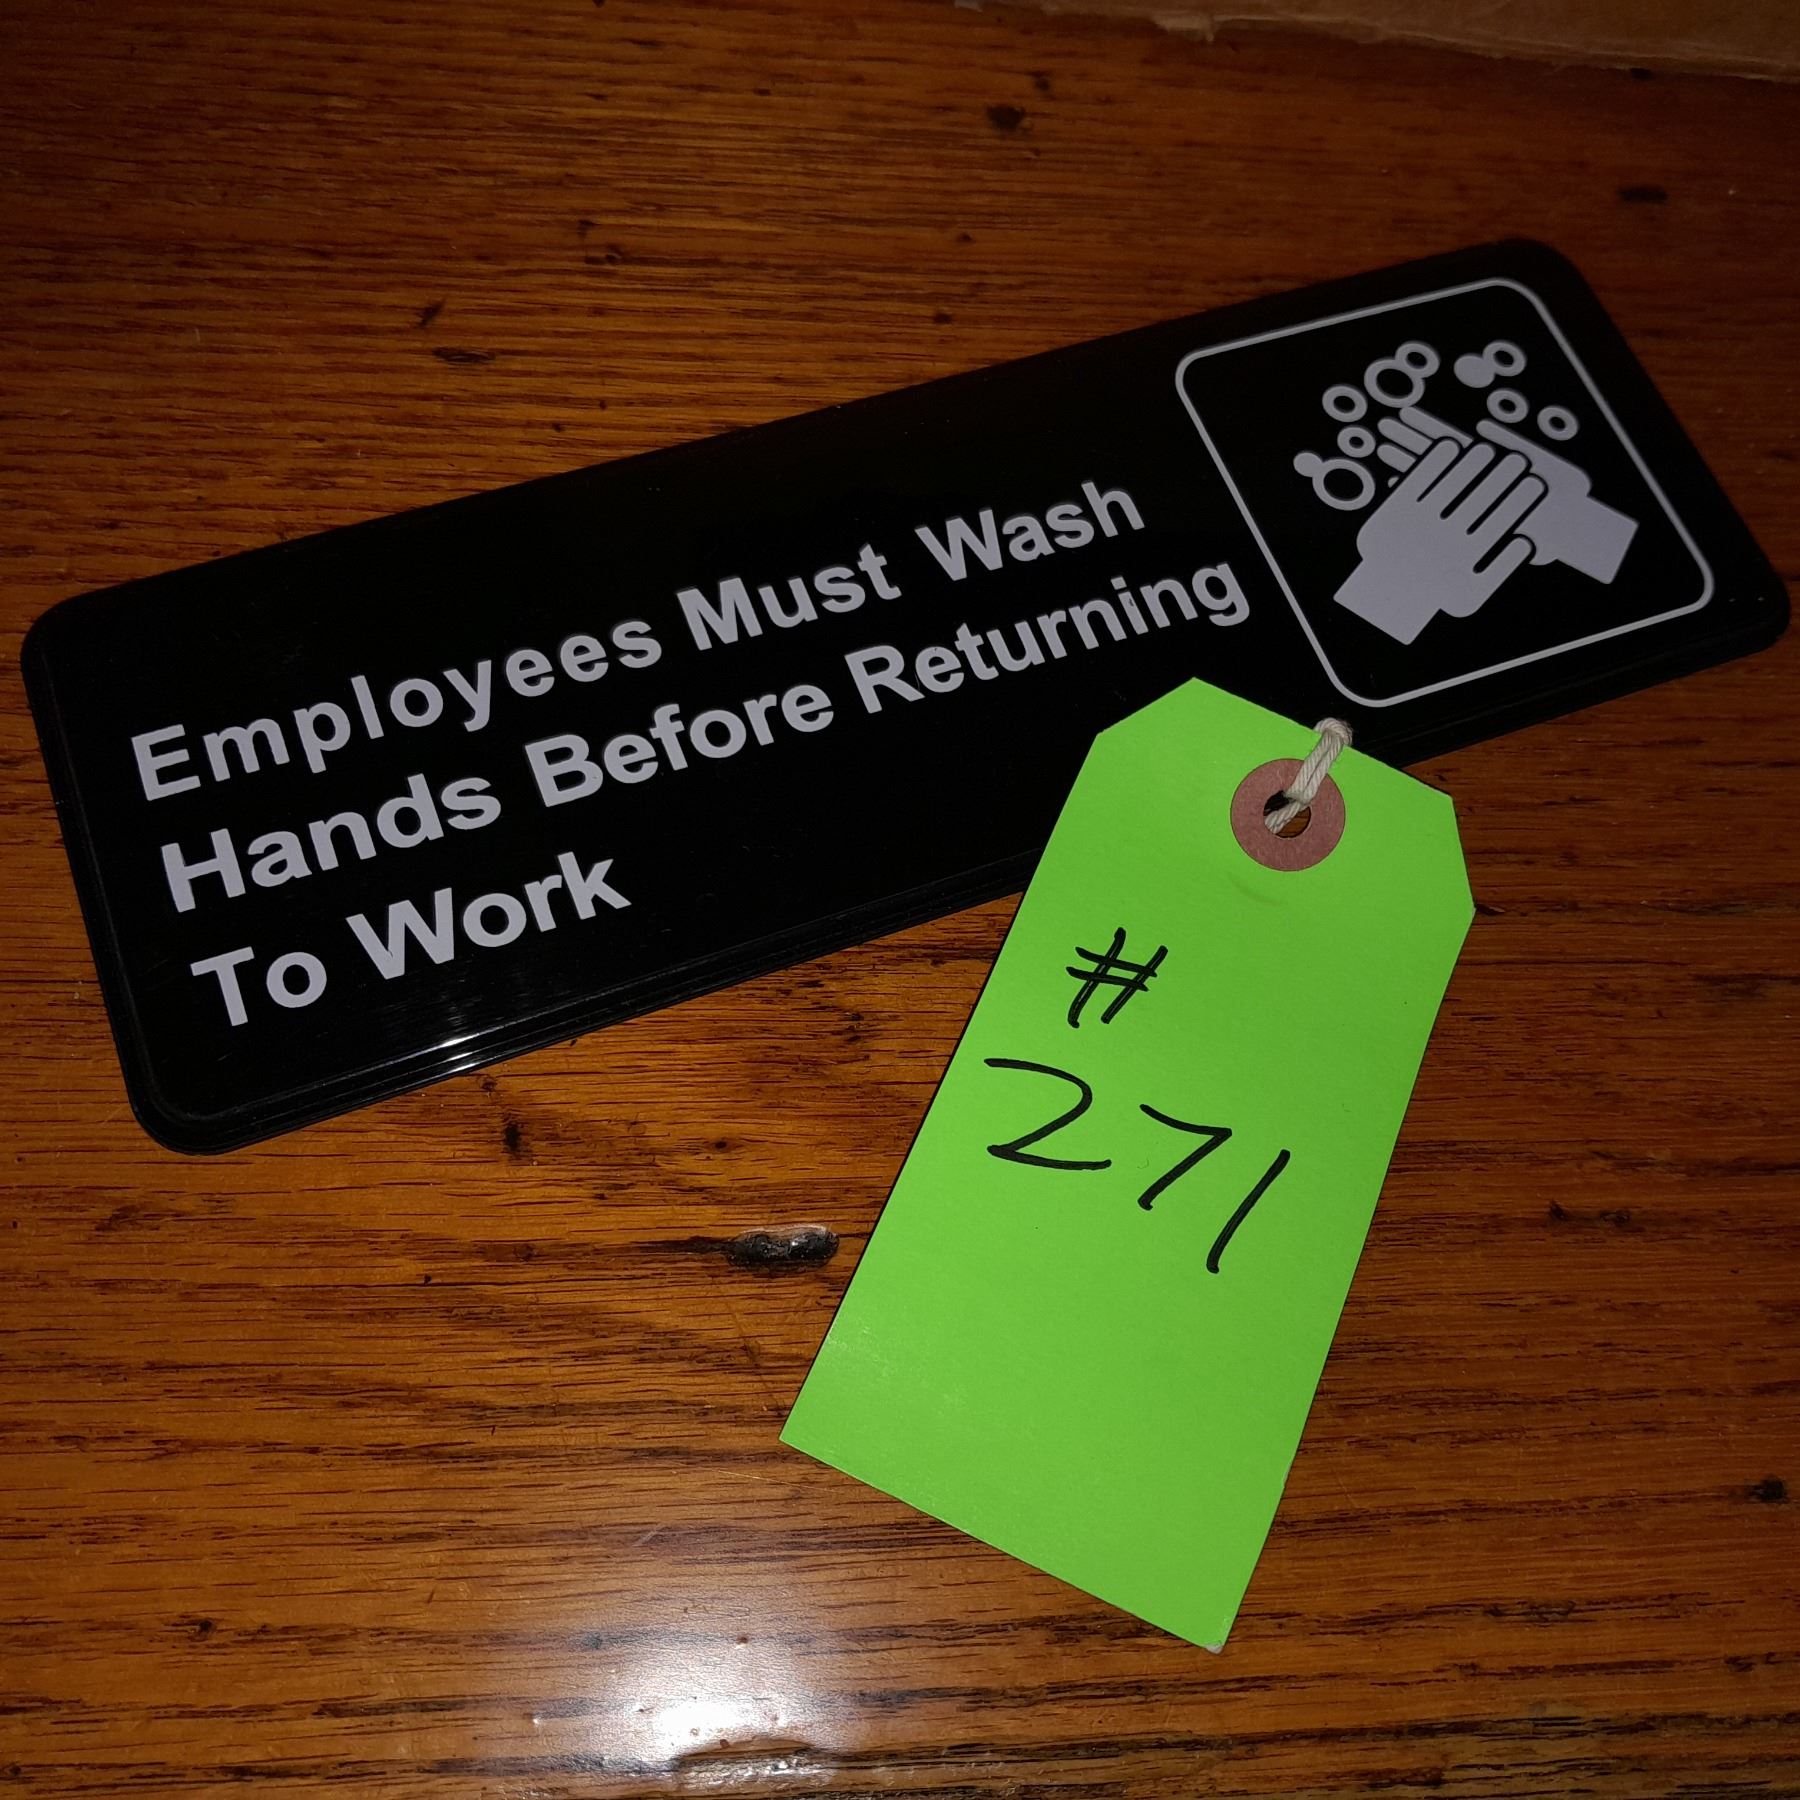 Employees Must Wash
Hands Before Returning
To Work
#
271